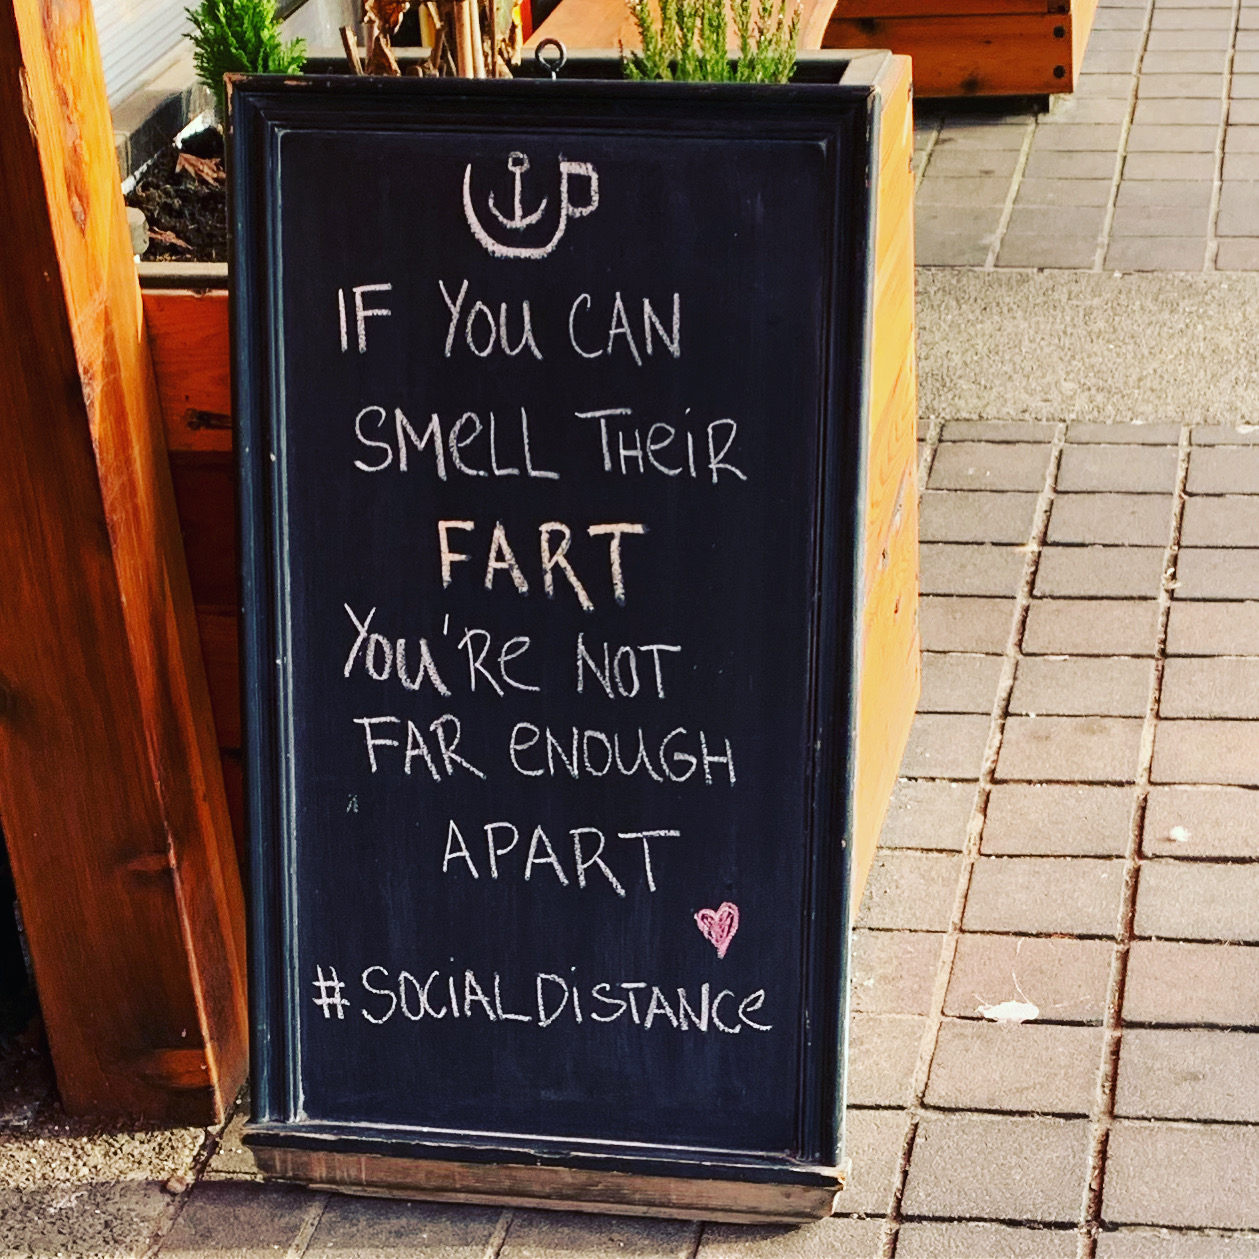 IF YOU CAN
SMELL THEIR
FART
YOU'RE NOT
FAR ENOUGH
APART
#SOCIALDISTANCE